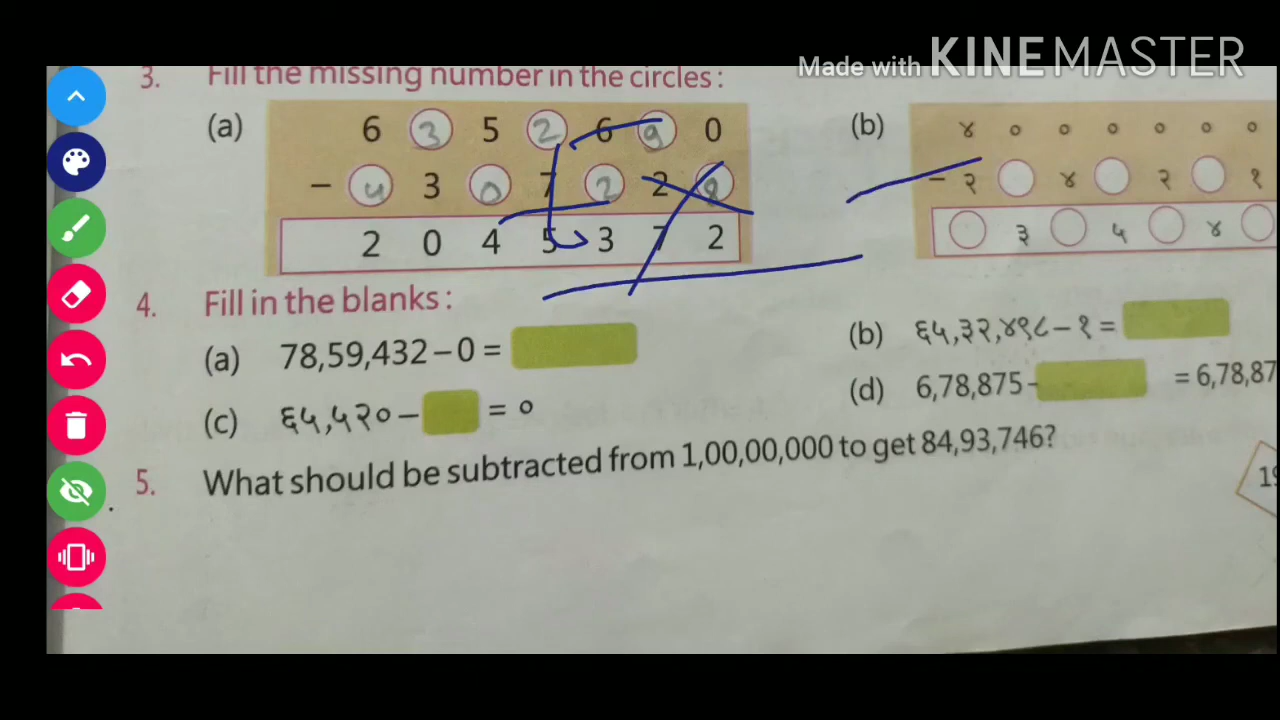 Made with KINEMASTER
3. Fill the missing number in the circles :
(a) 6 3 5 2 6 9 0
(b) ४ ० ० ० ० ० ०
– 4 3 0 7 2 2 8
– २ ४ २ १
2 0 4 5 3 7 2
३ ५ ४
4. Fill in the blanks :
(a) 78,59,432 – 0 =
(b) ६५,३२,४९८ – १ =
(c) ६५,५२० – = ०
(d) 6,78,875 - = 6,78,87
5. What should be subtracted from 1,00,00,000 to get 84,93,746?
19